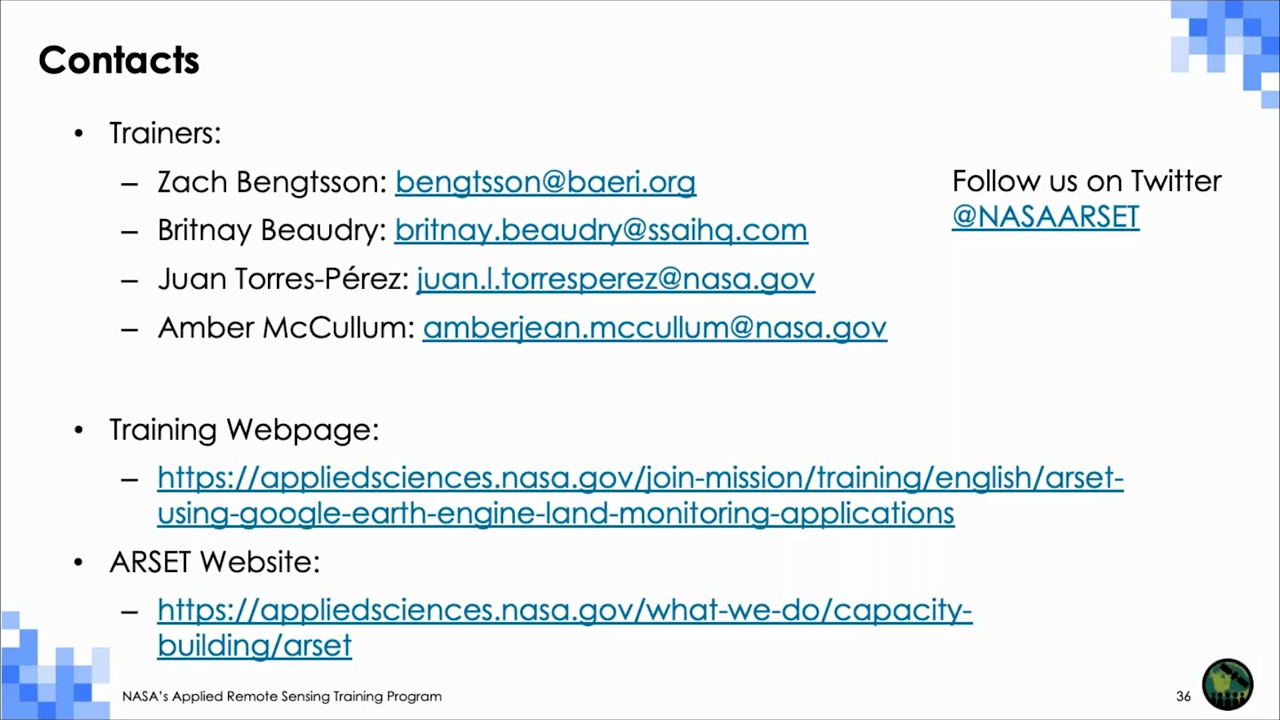 Contacts
• Trainers:
– Zach Bengtsson: bengtsson@baeri.org
– Britnay Beaudry: britnay.beaudry@ssaihq.com
– Juan Torres-Pérez: juan.l.torresperez@nasa.gov
– Amber McCullum: amberjean.mccullum@nasa.gov
Follow us on Twitter
@NASAARSET
• Training Webpage:
– https://appliedsciences.nasa.gov/join-mission/training/english/arset-
using-google-earth-engine-land-monitoring-applications
• ARSET Website:
– https://appliedsciences.nasa.gov/what-we-do/capacity-
building/arset
NASA's Applied Remote Sensing Training Program
36